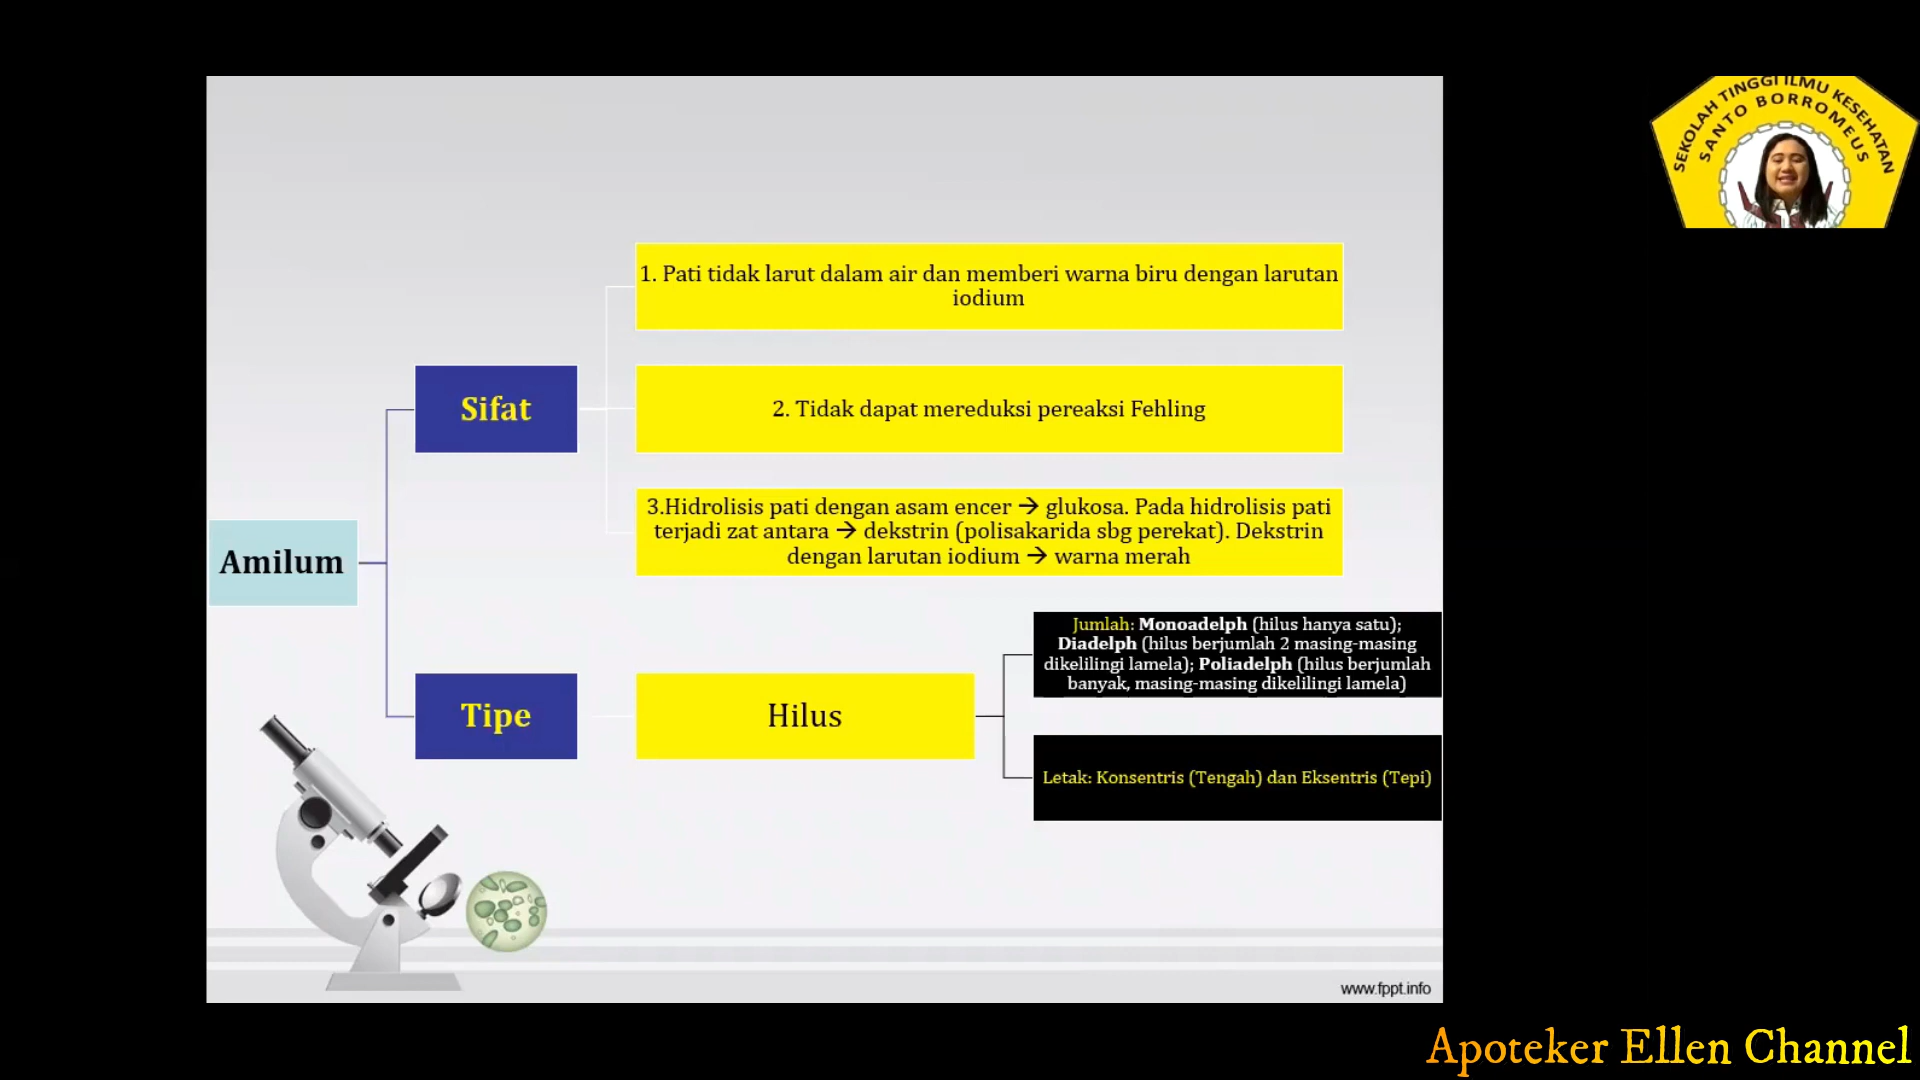 SEKOLAH TINGGI ILMU KESEHATAN
SANTO BORROMEUS
1. Pati tidak larut dalam air dan memberi warna biru dengan larutan
iodium
Sifat
2. Tidak dapat mereduksi pereaksi Fehling
3.Hidrolisis pati dengan asam encer → glukosa. Pada hidrolisis pati
terjadi zat antara → dekstrin (polisakarida sbg perekat). Dekstrin
dengan larutan iodium → warna merah
Amilum
Jumlah: Monoadelph (hilus hanya satu);
Diadelph (hilus berjumlah 2 masing-masing
dikelilingi lamela); Poliadelph (hilus berjumlah
banyak, masing-masing dikelilingi lamela)
Tipe
Hilus
Letak: Konsentris (Tengah) dan Eksentris (Tepi)
www.fppt.info
Apoteker Ellen Channel